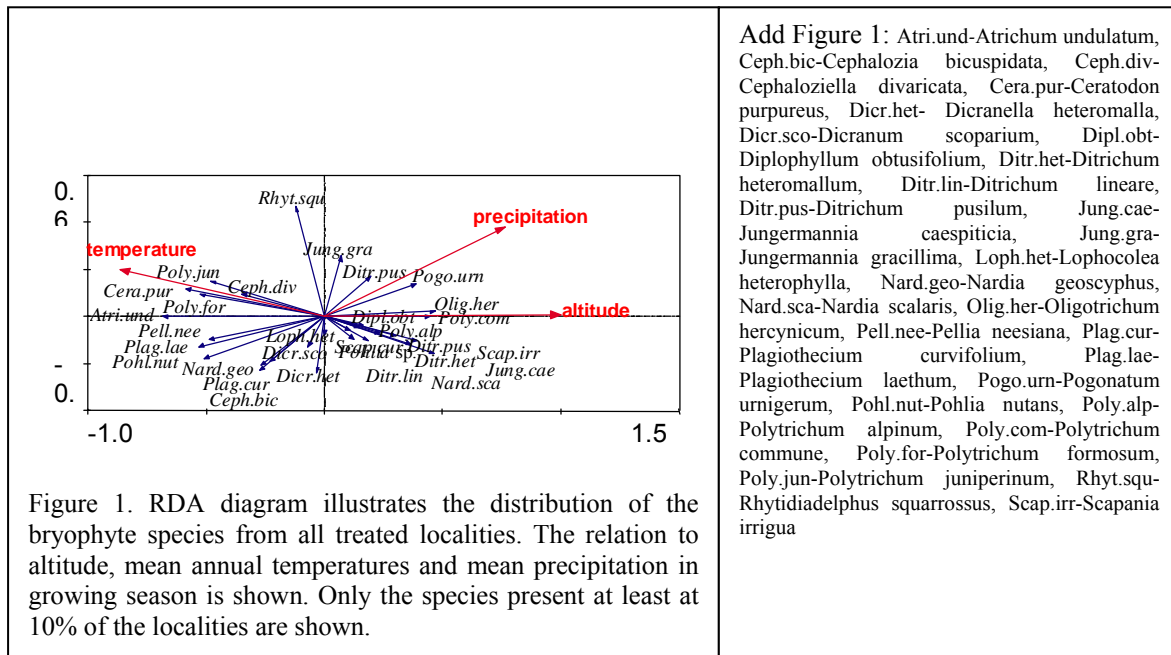 0.
6
-
0.
-1.0
1.5
Rhyt.squ
precipitation
temperature
Jung.gra
Poly.jun
Ditr.pus
Pogo.urn
Cera.pur
Ceph.div
Poly.for
Olig.her
altitude
Atri.und
Dipl.obt
Poly.com
Pell.nee
Loph.het
Poly.alp
Plag.lae
Dicr.sco
Scap.cur
Pohlia sp.
Ditr.pus
Scap.irr
Pohl.nut
Nard.geo
Ditr.het
Jung.cae
Plag.cur
Dicr.het
Ditr.lin
Nard.sca
Ceph.bic
Figure 1. RDA diagram illustrates the distribution of the
bryophyte species from all treated localities. The relation to
altitude, mean annual temperatures and mean precipitation in
growing season is shown. Only the species present at least at
10% of the localities are shown.
Add Figure 1: Atri.und-Atrichum undulatum,
Ceph.bic-Cephalozia bicuspidata, Ceph.div-
Cephaloziella divaricata, Cera.pur-Ceratodon
purpureus, Dicr.het- Dicranella heteromalla,
Dicr.sco-Dicranum scoparium, Dipl.obt-
Diplophyllum obtusifolium, Ditr.het-Ditrichum
heteromallum, Ditr.lin-Ditrichum lineare,
Ditr.pus-Ditrichum pusilum, Jung.cae-
Jungermannia caespiticia, Jung.gra-
Jungermannia gracillima, Loph.het-Lophocolea
heterophylla, Nard.geo-Nardia geoscyphus,
Nard.sca-Nardia scalaris, Olig.her-Oligotrichum
hercynicum, Pell.nee-Pellia neesiana, Plag.cur-
Plagiothecium curvifolium, Plag.lae-
Plagiothecium laethum, Pogo.urn-Pogonatum
urnigerum, Pohl.nut-Pohlia nutans, Poly.alp-
Polytrichum alpinum, Poly.com-Polytrichum
commune, Poly.for-Polytrichum formosum,
Poly.jun-Polytrichum juniperinum, Rhyt.squ-
Rhytidiadelphus squarrossus, Scap.irr-Scapania
irrigua